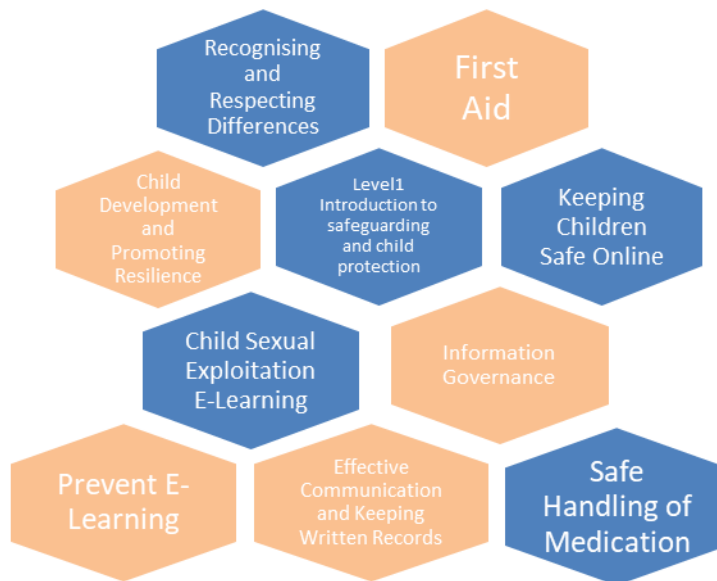 Recognising
and
Respecting
Differences
First
Aid
Child
Development
and
Promoting
Resilience
Level1
Introduction to
safeguarding
and child
protection
Keeping
Children
Safe Online
Child Sexual
Exploitation
E-Learning
Information
Governance
Prevent E-
Learning
Effective
Communication
and Keeping
Written Records
Safe
Handling of
Medication